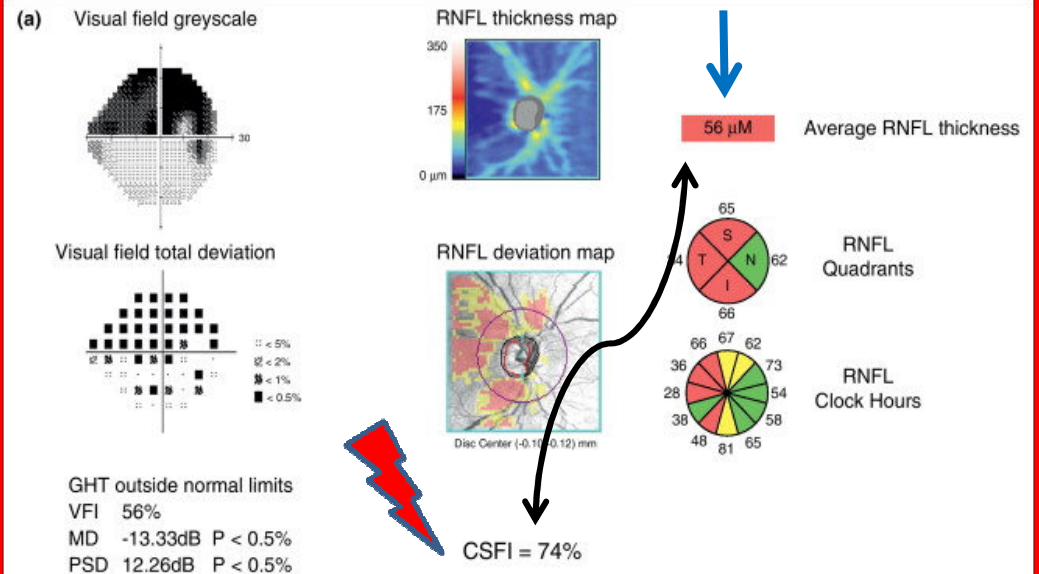 (a)
Visual field greyscale
30
Visual field total deviation
< 5%
< 2%
< 1%
< 0.5%
GHT outside normal limits
VFI 56%
MD -13.33dB P < 0.5%
PSD 12.26dB P < 0.5%
RNFL thickness map
350
175
0 µm
RNFL deviation map
Disc Center (-0.10,-0.12) mm
CSFI = 74%
56 µM
Average RNFL thickness
65
S
T N 62
I
66
RNFL
Quadrants
66 67 62
36 73
28 54
38 58
48 81 65
RNFL
Clock Hours